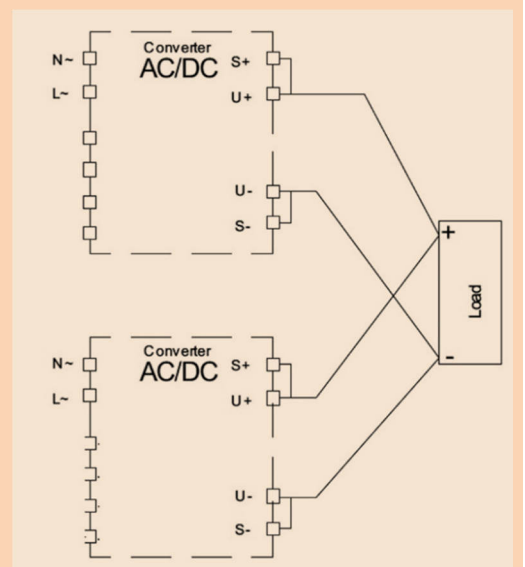 Converter
AC/DC
N~
L~
S+
U+
U-
S-
+
-
Load
Converter
AC/DC
N~
L~
S+
U+
U-
S-